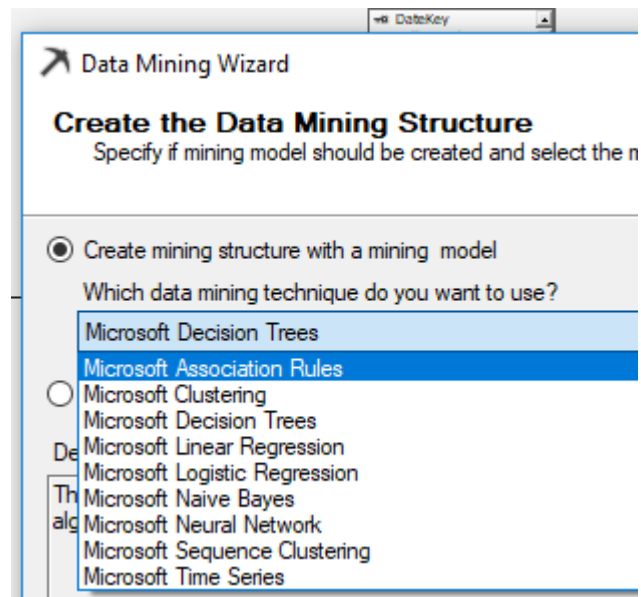 DateKey
Data Mining Wizard
Create the Data Mining Structure
Specify if mining model should be created and select the
Create mining structure with a mining model
Which data mining technique do you want to use?
Microsoft Decision Trees
Microsoft Association Rules
Microsoft Clustering
Microsoft Decision Trees
De
Microsoft Linear Regression
Microsoft Logistic Regression
Th
Microsoft Naive Bayes
alg
Microsoft Neural Network
Microsoft Sequence Clustering
Microsoft Time Series